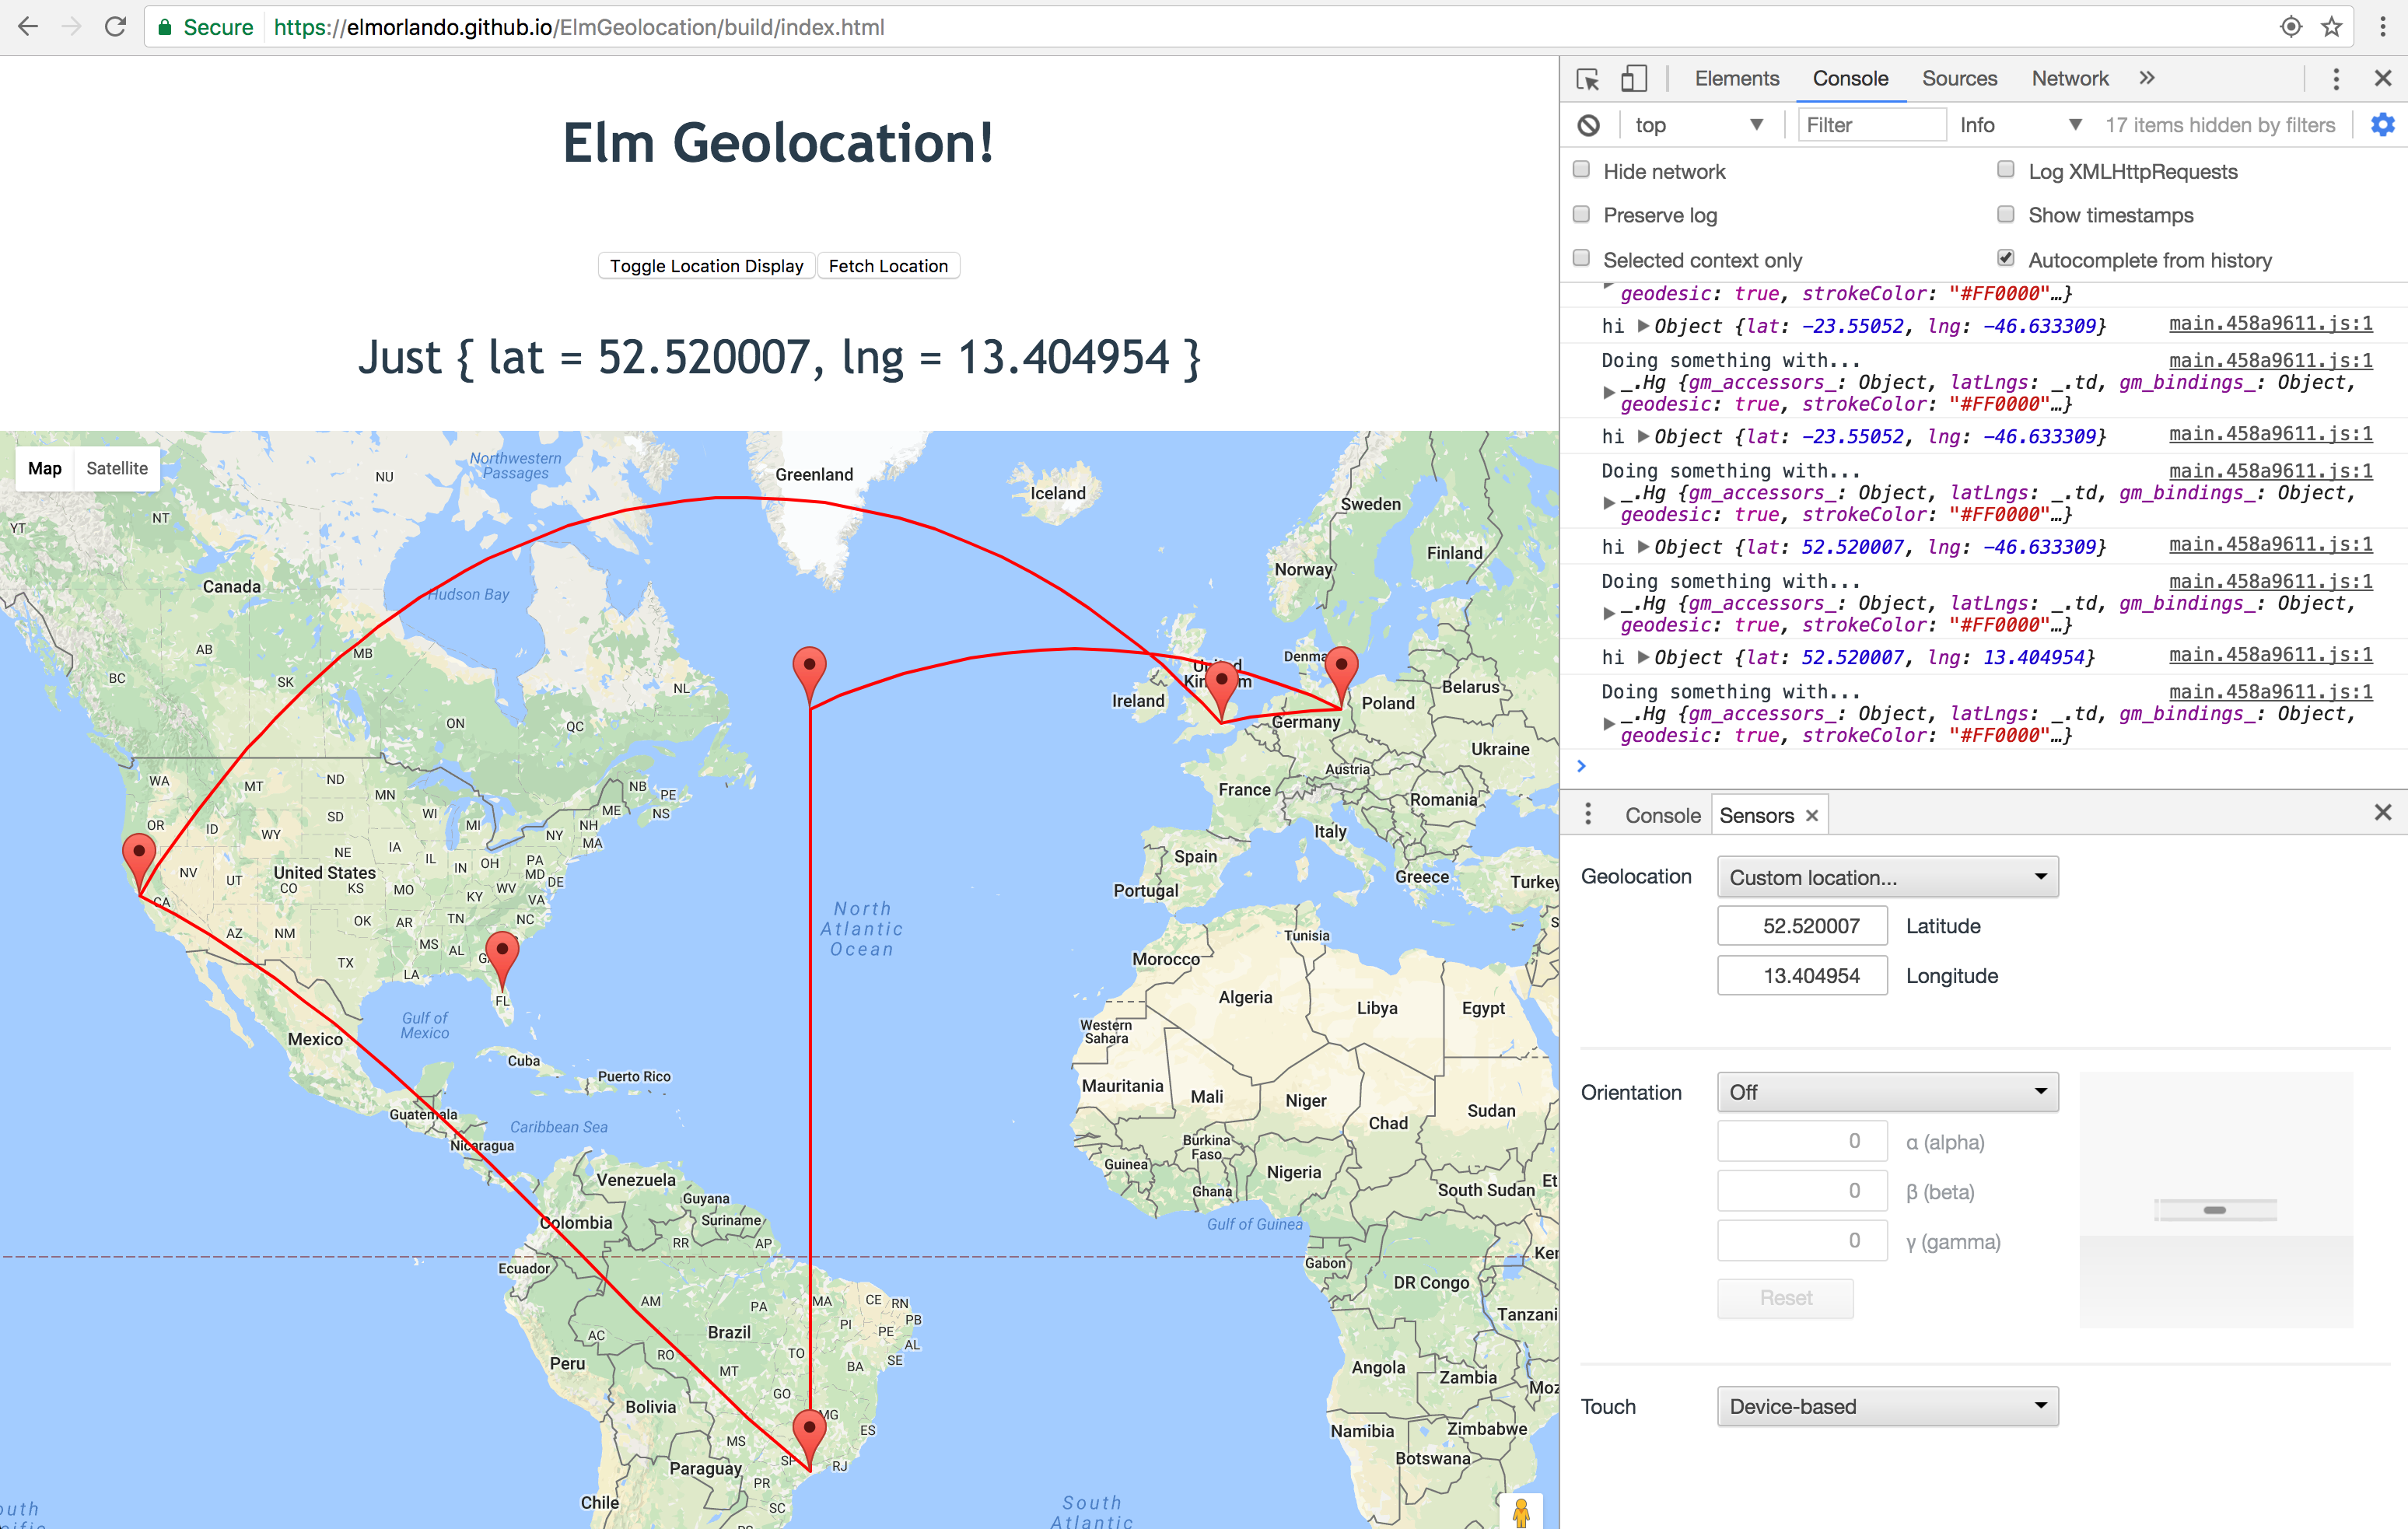 Secure https://elmorlando.github.io/ElmGeolocation/build/index.html
Elm Geolocation!
Toggle Location Display Fetch Location
Just { lat = 52.520007, lng = 13.404954 }
Map Satellite
Northwestern
Passages
NU
Greenland
Iceland
Sweden
NT
YT
Finland
Norway
Canada
Hudson Bay
AB
MB
BC
SK
NL
United
Kingdom
Denma
Ireland
Belarus
Poland
ON
QC
Germany
Ukraine
WA
MT
ND
MN
NB
PE
NS
Austria
France
Romania
OR
ID
WY
SD
WI
MI
ME
NH
NY
MA
Italy
NE
IA
IL
IN
OH
PA
MD
DE
NV
UT
United States
CO
KS
MO
KY
WV
VA
Spain
Portugal
Greece
Turkey
CA
OK
AR
TN
NC
AZ
NM
MS
AL
North
Atlantic
Ocean
Tunisia
TX
LA
FL
Morocco
Algeria
Libya
Egypt
Gulf of
Mexico
Mexico
Western
Sahara
Cuba
Puerto Rico
Mauritania
Mali
Niger
Chad
Sudan
Guatemala
Caribbean Sea
Nicaragua
Burkina
Faso
Guinea
Nigeria
Ghana
South Sudan
Et
Venezuela
Guyana
Suriname
Colombia
Gulf of Guinea
RR
AP
Ecuador
Gabon
Ker
DR Congo
AM
PA
MA
CE
RN
PB
Tanzani
Brazil
PI
PE
AL
AC
Peru
RO
TO
MT
BA
SE
Angola
Zambia
Moz
GO
Bolivia
MG
ES
Namibia
Zimbabwe
MS
Botswana
Paraguay
SP
RJ
PR
Chile
SC
South
Atlantic
outh
Elements Console Sources Network
top Filter Info 17 items hidden by filters
Hide network Log XMLHttpRequests
Preserve log Show timestamps
Selected context only Autocomplete from history
geodesic: true, strokeColor: "#FF0000"…}
hi Object {lat: -23.55052, lng: -46.633309} main.458a9611.js:1
Doing something with... main.458a9611.js:1
_.Hg {gm_accessors_: Object, latLngs: _.td, gm_bindings_: Object,
geodesic: true, strokeColor: "#FF0000"…}
hi Object {lat: -23.55052, lng: -46.633309} main.458a9611.js:1
Doing something with... main.458a9611.js:1
_.Hg {gm_accessors_: Object, latLngs: _.td, gm_bindings_: Object,
geodesic: true, strokeColor: "#FF0000"…}
hi Object {lat: 52.520007, lng: -46.633309} main.458a9611.js:1
Doing something with... main.458a9611.js:1
_.Hg {gm_accessors_: Object, latLngs: _.td, gm_bindings_: Object,
geodesic: true, strokeColor: "#FF0000"…}
hi Object {lat: 52.520007, lng: 13.404954} main.458a9611.js:1
Doing something with... main.458a9611.js:1
_.Hg {gm_accessors_: Object, latLngs: _.td, gm_bindings_: Object,
geodesic: true, strokeColor: "#FF0000"…}
Console Sensors
Geolocation Custom location...
52.520007 Latitude
13.404954 Longitude
Orientation Off
0 α (alpha)
0 β (beta)
0 γ (gamma)
Reset
Touch Device-based